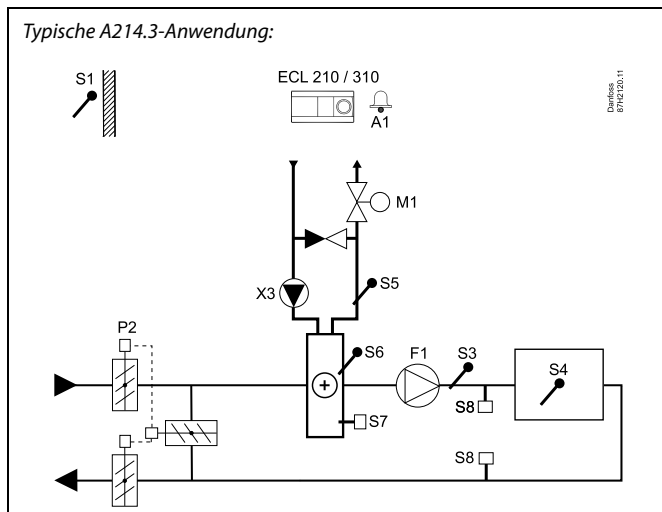 Typische A214.3-Anwendung:
S1
ECL 210 / 310
A1
Danfoss
87H2120.11
M1
X3
S5
P2
S6
F1
S3
S4
S8
S7
S8